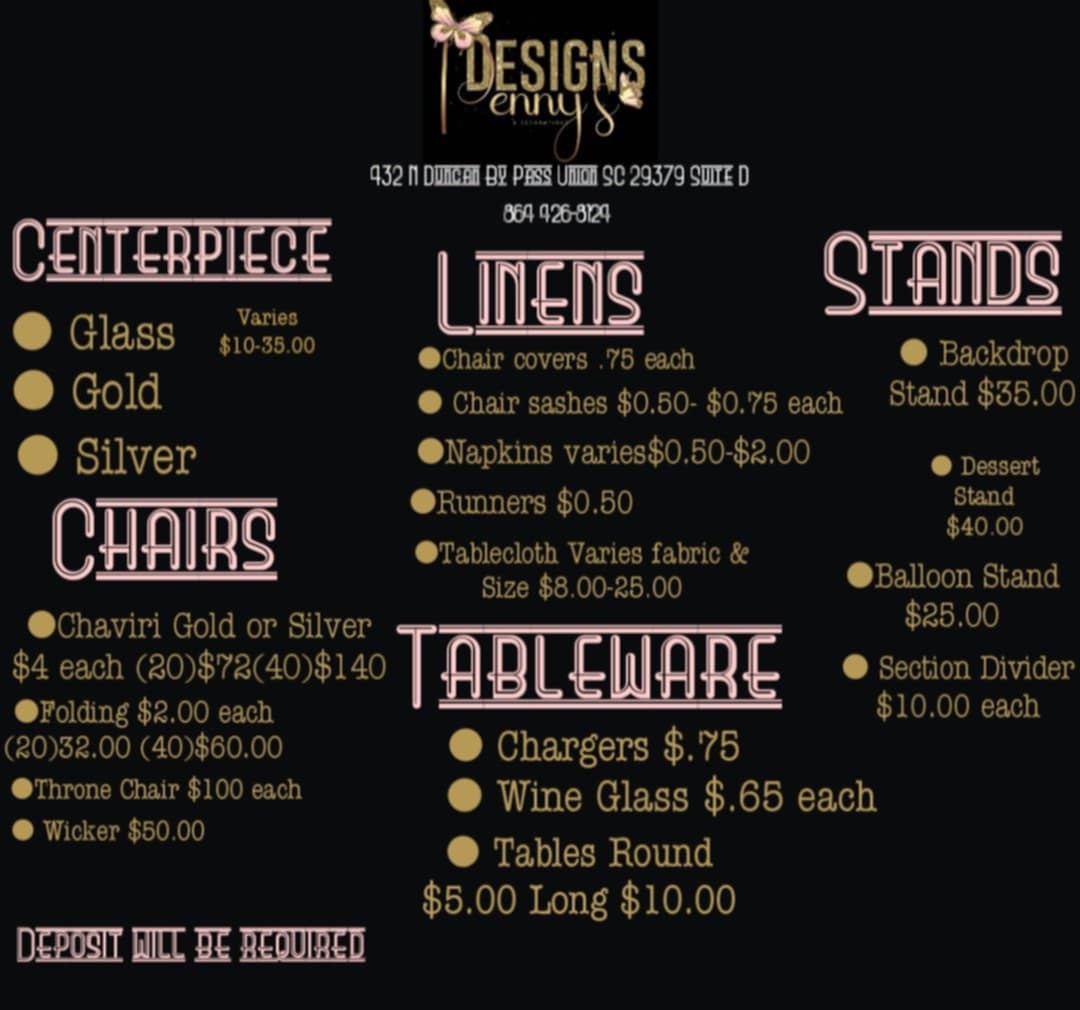 DESIGNS
Penny's
432 N Duncan By Pass Union SC 29379 Suite D
864 426-8124
Centerpiece
Glass
Varies
$10-35.00
Gold
Silver
Chairs
Chaviri Gold or Silver
$4 each (20)$72(40)$140
Folding $2.00 each
(20)32.00 (40)$60.00
Throne Chair $100 each
Wicker $50.00
Deposit will be required
Linens
Chair covers .75 each
Chair sashes $0.50- $0.75 each
Napkins varies$0.50-$2.00
Runners $0.50
Tablecloth Varies fabric &
Size $8.00-25.00
Tableware
Chargers $.75
Wine Glass $.65 each
Tables Round
$5.00 Long $10.00
Stands
Backdrop
Stand $35.00
Dessert
Stand
$40.00
Balloon Stand
$25.00
Section Divider
$10.00 each